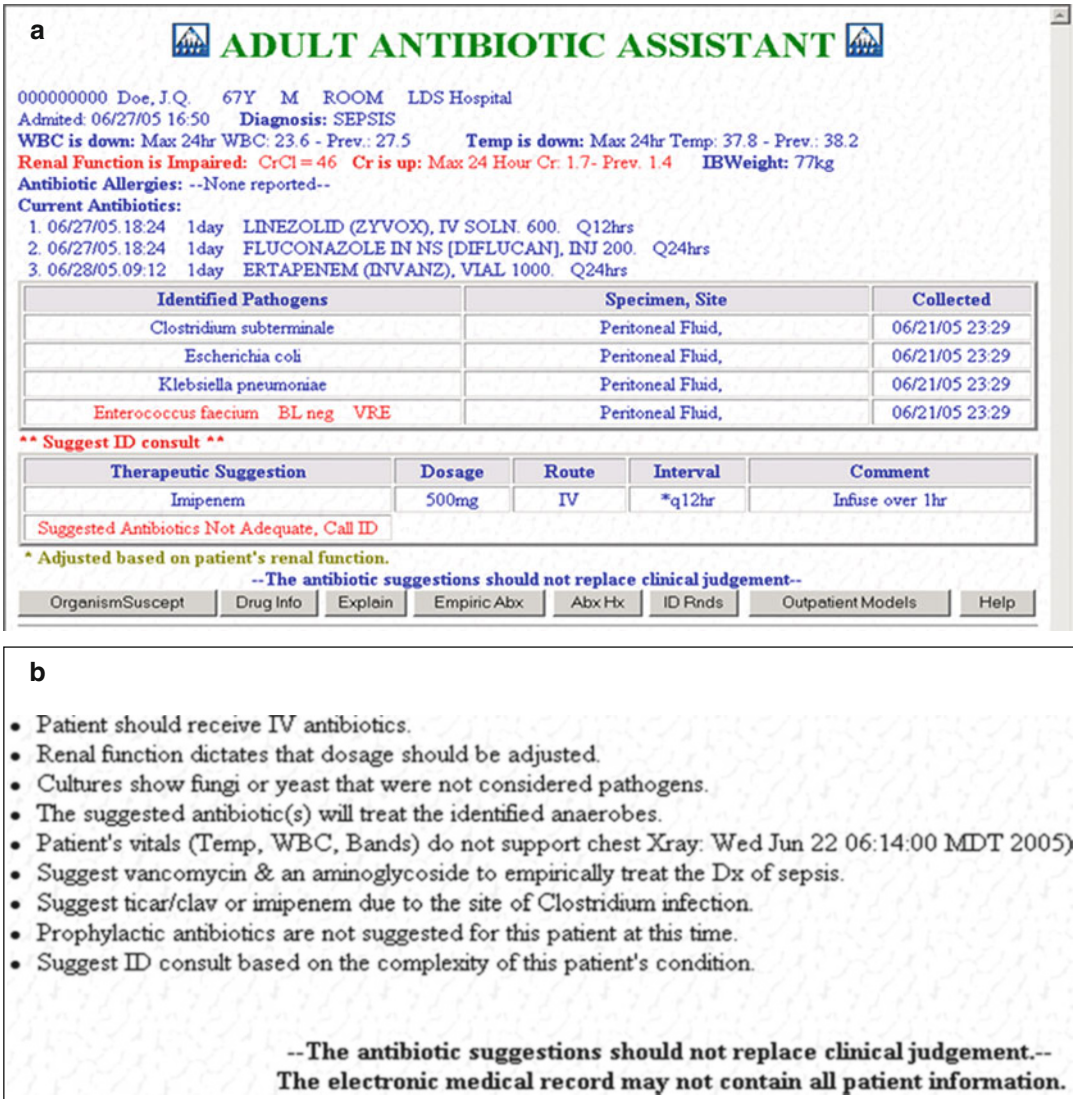 a
ADULT ANTIBIOTIC ASSISTANT
000000000 Doe, J.Q. 67Y M ROOM LDS Hospital
Admited: 06/27/05 16:50 Diagnosis: SEPSIS
WBC is down: Max 24hr WBC: 23.6 - Prev.: 27.5 Temp is down: Max 24hr Temp: 37.8 - Prev.: 38.2
Renal Function is Impaired: CrCl = 46 Cr is up: Max 24 Hour Cr: 1.7- Prev. 1.4 IBWeight: 77kg
Antibiotic Allergies: --None reported--
Current Antibiotics:
1. 06/27/05.18:24 1day LINEZOLID (ZYVOX), IV SOLN. 600. Q12hrs
2. 06/27/05.18:24 1day FLUCONAZOLE IN NS [DIFLUCAN], INJ 200. Q24hrs
3. 06/28/05.09:12 1day ERTAPENEM (INVANZ), VIAL 1000. Q24hrs
Identified Pathogens Specimen, Site Collected
Clostridium subterminale Peritoneal Fluid, 06/21/05 23:29
Escherichia coli Peritoneal Fluid, 06/21/05 23:29
Klebsiella pneumoniae Peritoneal Fluid, 06/21/05 23:29
Enterococcus faecium BL neg VRE Peritoneal Fluid, 06/21/05 23:29
** Suggest ID consult **
Therapeutic Suggestion Dosage Route Interval Comment
Imipenem 500mg IV *q12hr Infuse over 1hr
Suggested Antibiotics Not Adequate, Call ID
* Adjusted based on patient's renal function.
--The antibiotic suggestions should not replace clinical judgement--
OrganismSuscept Drug Info Explain Empiric Abx Abx Hx ID Rnds Outpatient Models Help
b
• Patient should receive IV antibiotics.
• Renal function dictates that dosage should be adjusted.
• Cultures show fungi or yeast that were not considered pathogens.
• The suggested antibiotic(s) will treat the identified anaerobes.
• Patient's vitals (Temp, WBC, Bands) do not support chest Xray: Wed Jun 22 06:14:00 MDT 2005)
• Suggest vancomycin & an aminoglycoside to empirically treat the Dx of sepsis.
• Suggest ticar/clav or imipenem due to the site of Clostridium infection.
• Prophylactic antibiotics are not suggested for this patient at this time.
• Suggest ID consult based on the complexity of this patient's condition.
--The antibiotic suggestions should not replace clinical judgement.--
The electronic medical record may not contain all patient information.